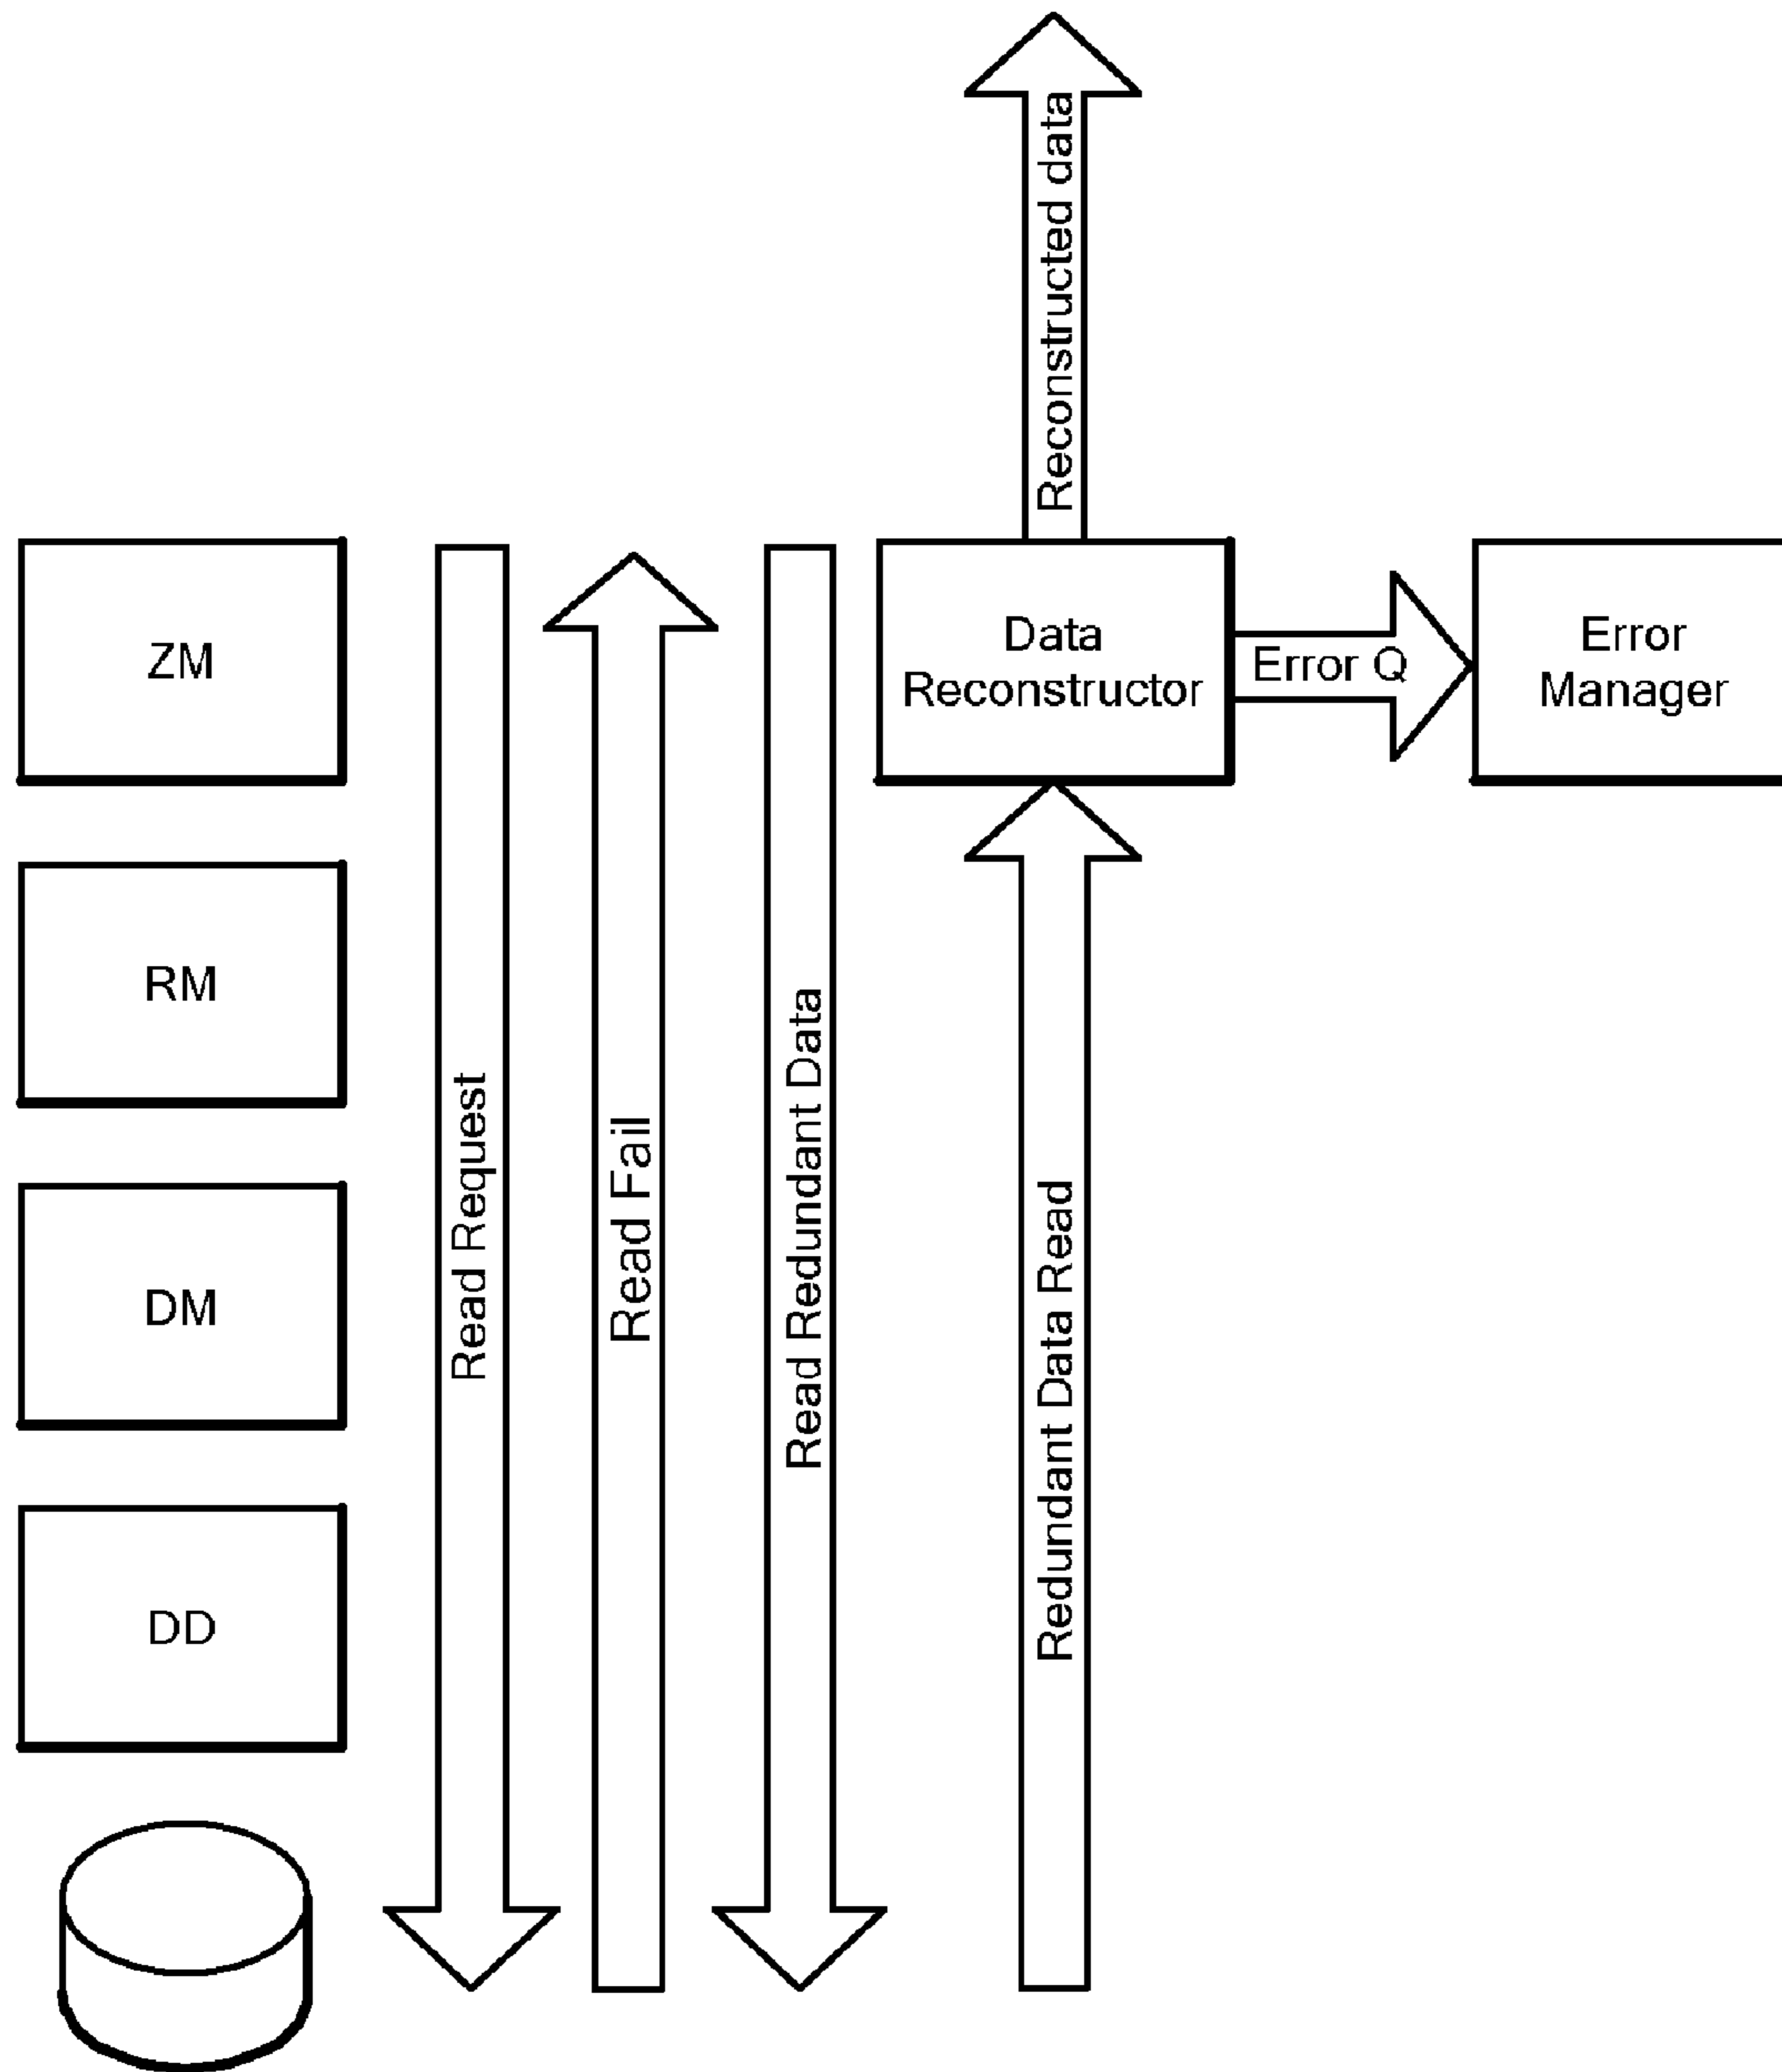 Reconstructed data
ZM
Data
Reconstructor
Error Q
Error
Manager
RM
DM
DD
Read Request
Read Fail
Read Redundant Data
Redundant Data Read